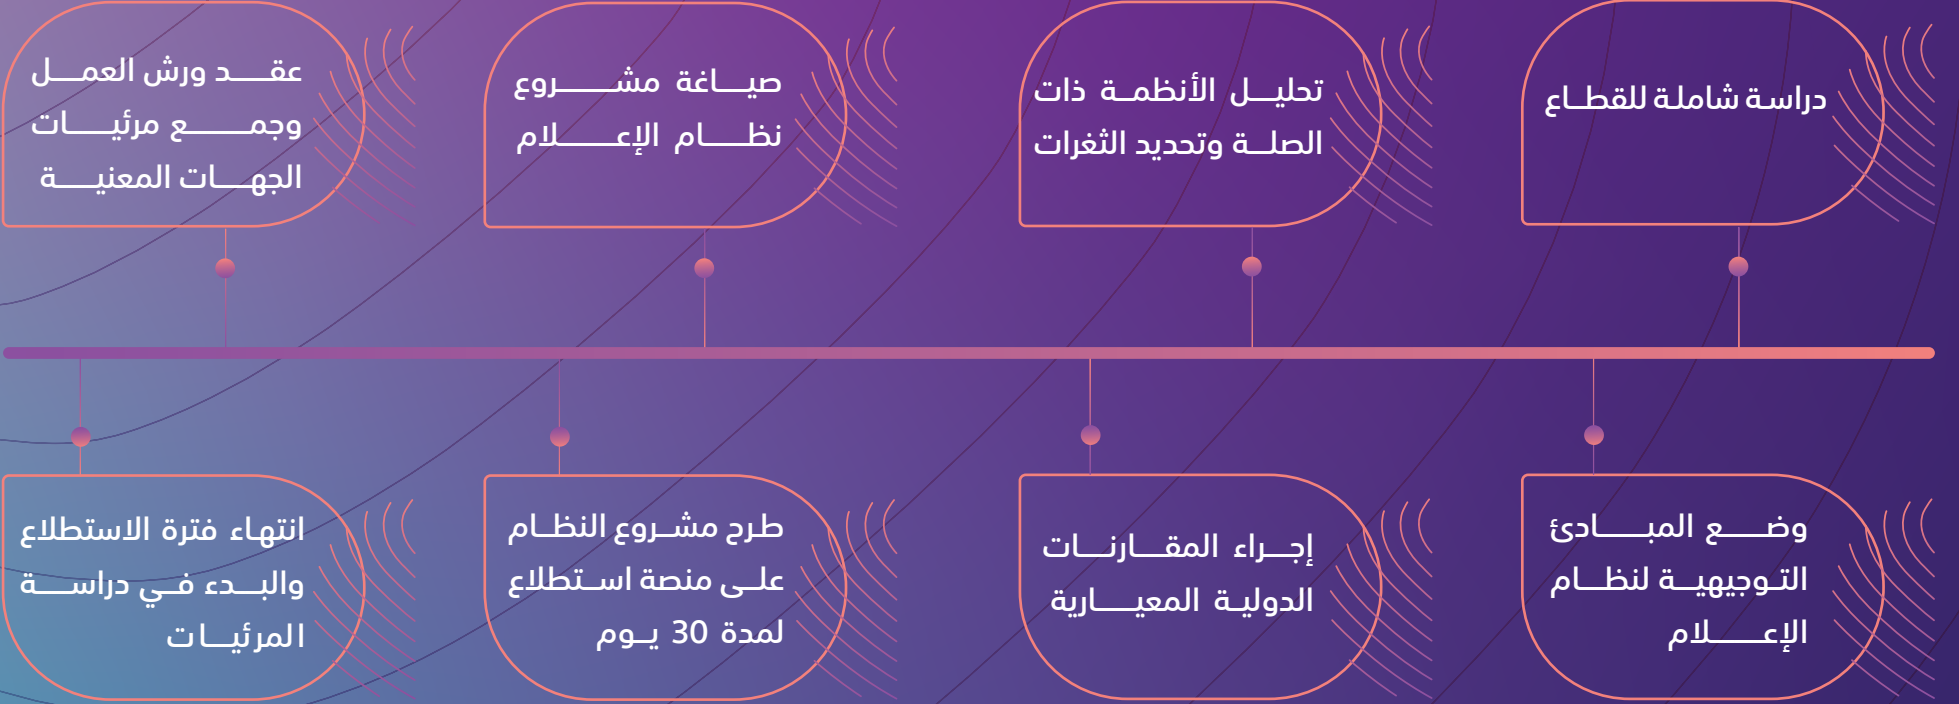 دراسة شاملة للقطاع
تحليل الأنظمة ذات
الصلة وتحديد الثغرات
صياغة مشروع
نظام الإعلام
عقد ورش العمل
وجمع مرئيات
الجهات المعنية
وضع المبادئ
التوجيهية لنظام
الإعلام
إجراء المقارنات
الدولية المعيارية
طرح مشروع النظام
على منصة استطلاع
لمدة 30 يوم
انتهاء فترة الاستطلاع
والبدء في دراسة
المرئيات